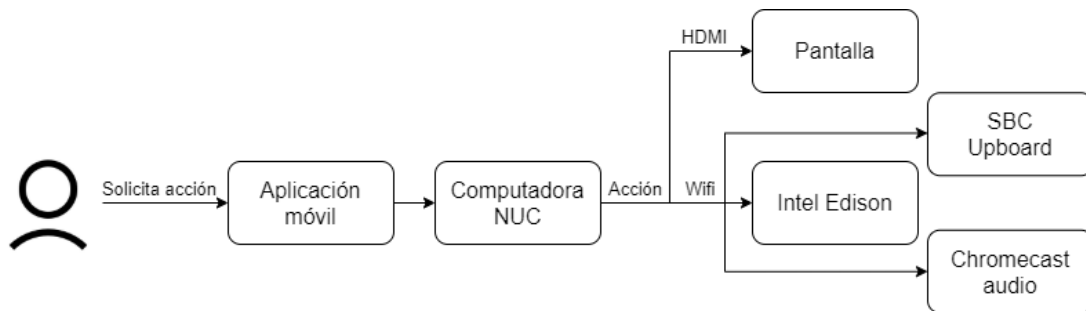 HDMI
Pantalla
SBC
Upboard
Solicita acción
Aplicación
móvil
Computadora
NUC
Acción
Wifi
Intel Edison
Chromecast
audio